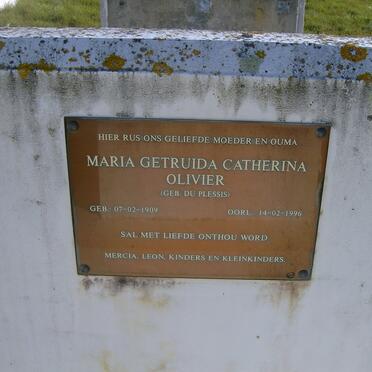 HIER RUS ONS GELIEFDE MOEDER EN OUMA
MARIA GETRUIDA CATHERINA
OLIVIER
(GEB. DU PLESSIS)
GEB: 07-02-1909 OORL: 14-02-1996
SAL MET LIEFDE ONTHOU WORD
MERCIA, LEON, KINDERS EN KLEINKINDERS.